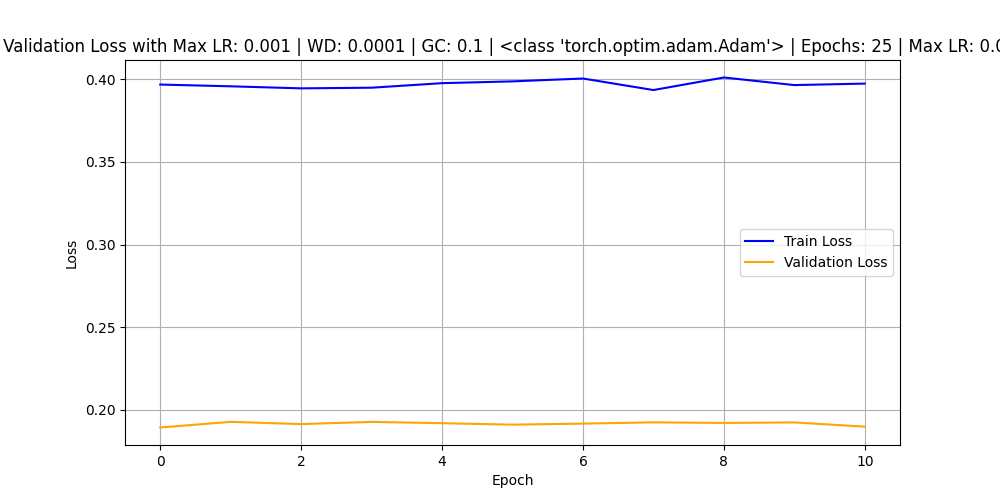 Validation Loss with Max LR: 0.001 | WD: 0.0001 | GC: 0.1 | <class 'torch.optim.adam.Adam'> | Epochs: 25 | Max LR: 0.0
0.40
0.35
0.30
0.25
0.20
Loss
Train Loss
Validation Loss
0 2 4 6 8 10
Epoch